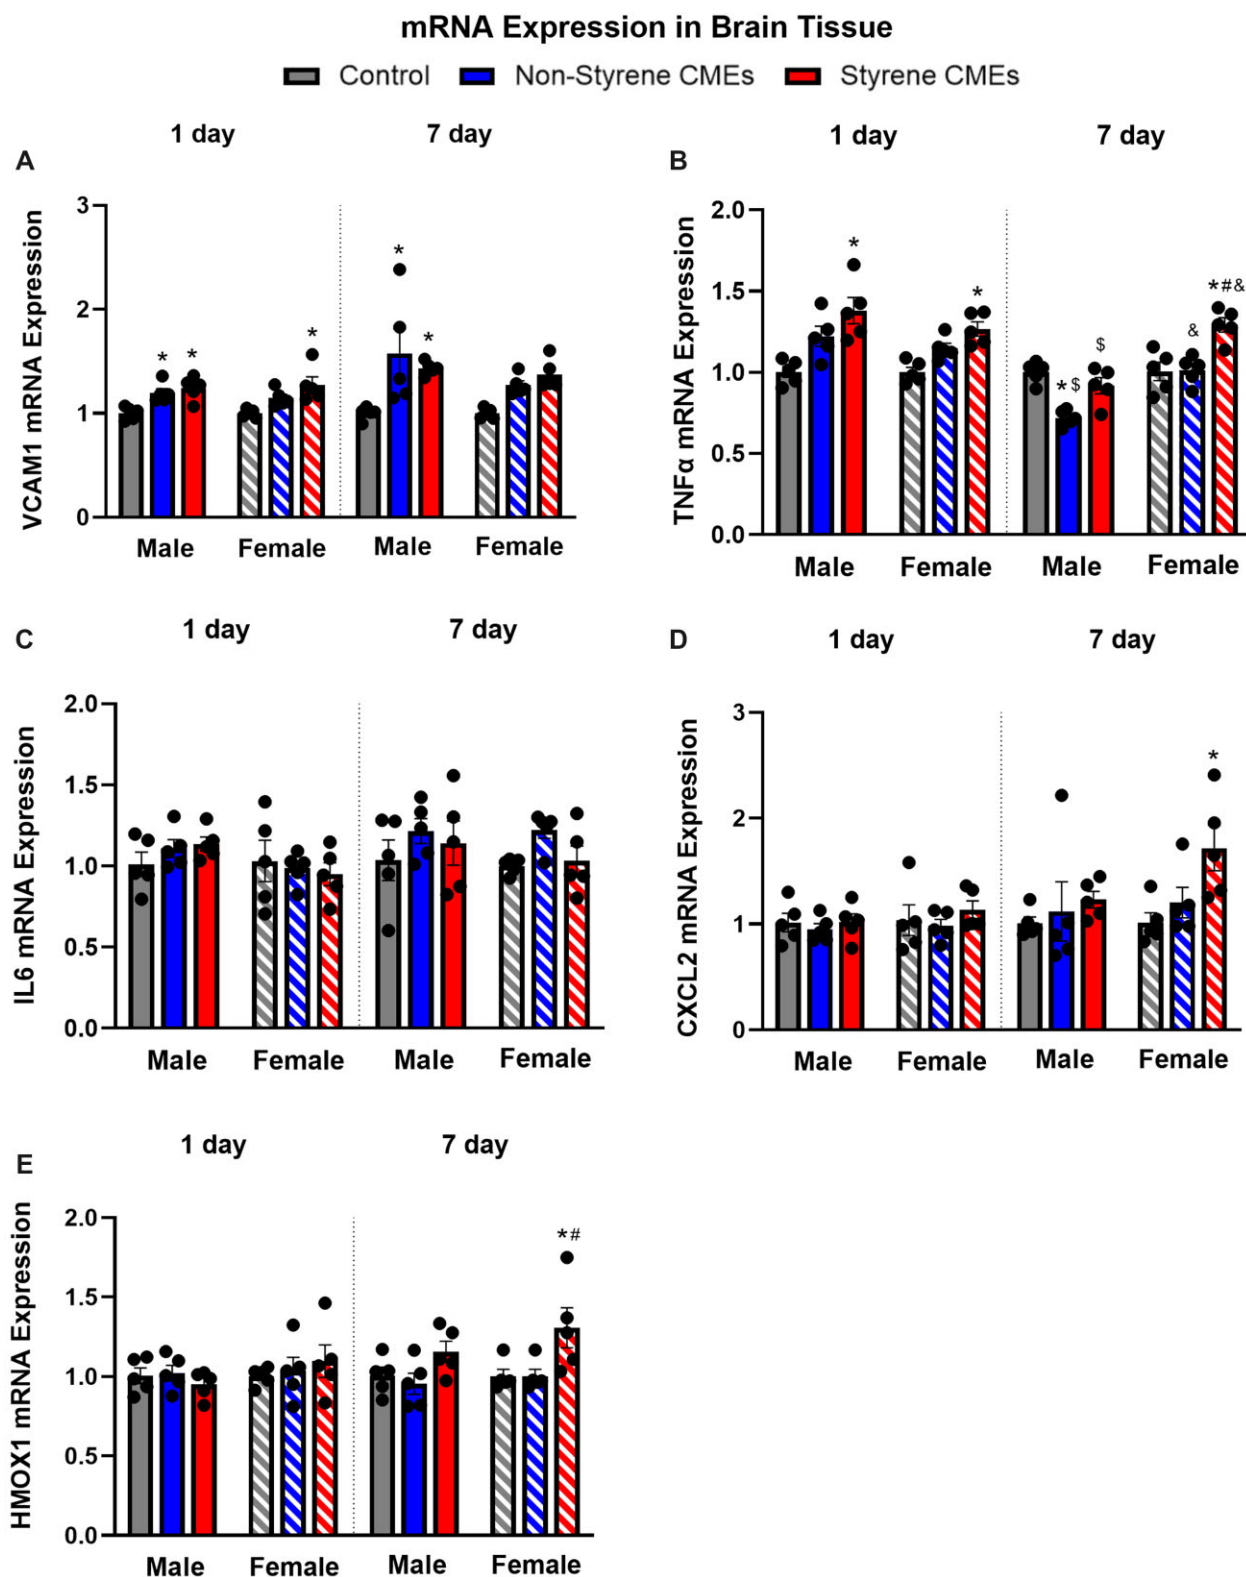 mRNA Expression in Brain Tissue
Control Non-Styrene CMEs Styrene CMEs
1 day 7 day
A
VCAM1 mRNA Expression
3
2
1
0
* * * * *
Male Female Male Female
1 day 7 day
B
TNFα mRNA Expression
2.0
1.5
1.0
0.5
0.0
* * *$ $ & *#&
Male Female Male Female
1 day 7 day
C
IL6 mRNA Expression
2.0
1.5
1.0
0.5
0.0
Male Female Male Female
1 day 7 day
D
CXCL2 mRNA Expression
3
2
1
0
*
Male Female Male Female
1 day 7 day
E
HMOX1 mRNA Expression
2.0
1.5
1.0
0.5
0.0
*#
Male Female Male Female